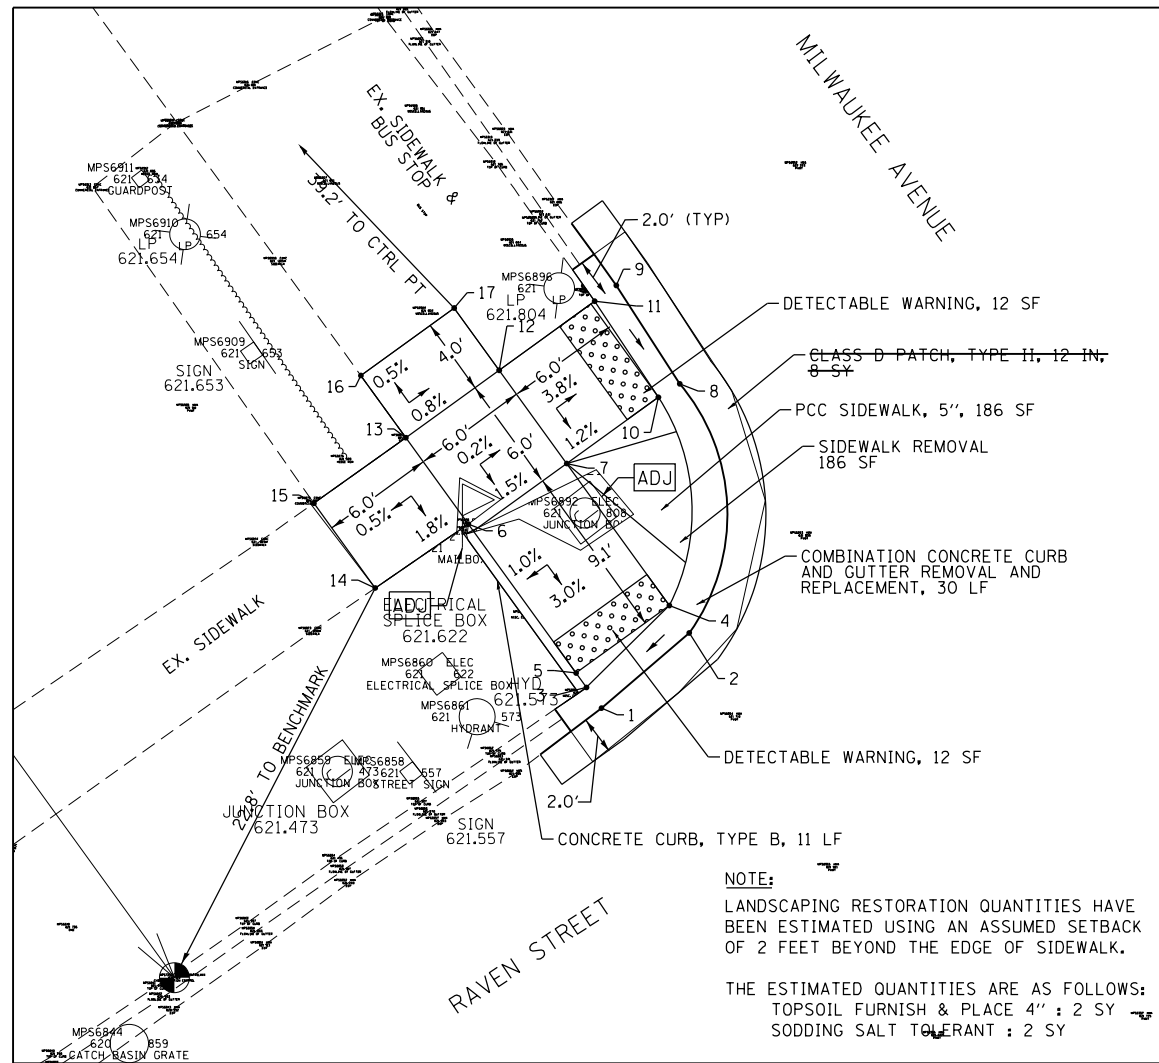 MILWAUKEE AVENUE
EX. SIDEWALK &
BUS STOP
MPS6911
621 634
GUARDPOST
MPS6910
621 654
LP
LP
621.654
39.2' TO CTRL PT
2.0' (TYP)
9
MPS6896
621
LP
LP
621.804
11
17
12
DETECTABLE WARNING, 12 SF
MPS6909
621 653
SIGN
SIGN
621.653
CLASS D PATCH, TYPE II, 12 IN,
8 SY
16
0.5%
4.0'
0.8%
6.0'
3.8%
1.2%
8
10
PCC SIDEWALK, 5", 186 SF
13
6.0'
0.2%
6.0'
1.5%
SIDEWALK REMOVAL
186 SF
7
ADJ
15
6.0'
0.5%
1.8%
MPS6892 ELEC
621 808
JUNCTION BO
6
MAILBOX
9.1'
1.0%
3.0%
COMBINATION CONCRETE CURB
AND GUTTER REMOVAL AND
REPLACEMENT, 30 LF
14
ADJ
ELECTRICAL
SPLICE BOX
621.622
4
2
EX. SIDEWALK
MPS6860 ELEC
621 622
ELECTRICAL SPLICE BOX
5
3
HYD
621.573
MPS6861
621 573
HYDRANT
1
22.8' TO BENCHMARK
DETECTABLE WARNING, 12 SF
MPS6859 ELEC
621 473
JUNCTION BOX
MPS6858
621 557
STREET SIGN
2.0'
JUNCTION BOX
621.473
SIGN
621.557
CONCRETE CURB, TYPE B, 11 LF
RAVEN STREET
NOTE:
LANDSCAPING RESTORATION QUANTITIES HAVE
BEEN ESTIMATED USING AN ASSUMED SETBACK
OF 2 FEET BEYOND THE EDGE OF SIDEWALK.
THE ESTIMATED QUANTITIES ARE AS FOLLOWS:
TOPSOIL FURNISH & PLACE 4" : 2 SY
SODDING SALT TOLERANT : 2 SY
MPS6844
620 859
CATCH BASIN GRATE